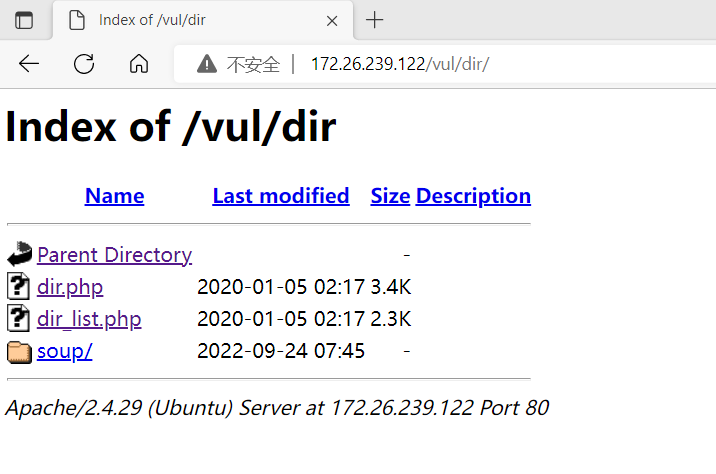 Index of /vul/dir
不安全 | 172.26.239.122/vul/dir/
Index of /vul/dir
Name Last modified Size Description
Parent Directory -
dir.php 2020-01-05 02:17 3.4K
dir_list.php 2020-01-05 02:17 2.3K
soup/ 2022-09-24 07:45 -
Apache/2.4.29 (Ubuntu) Server at 172.26.239.122 Port 80